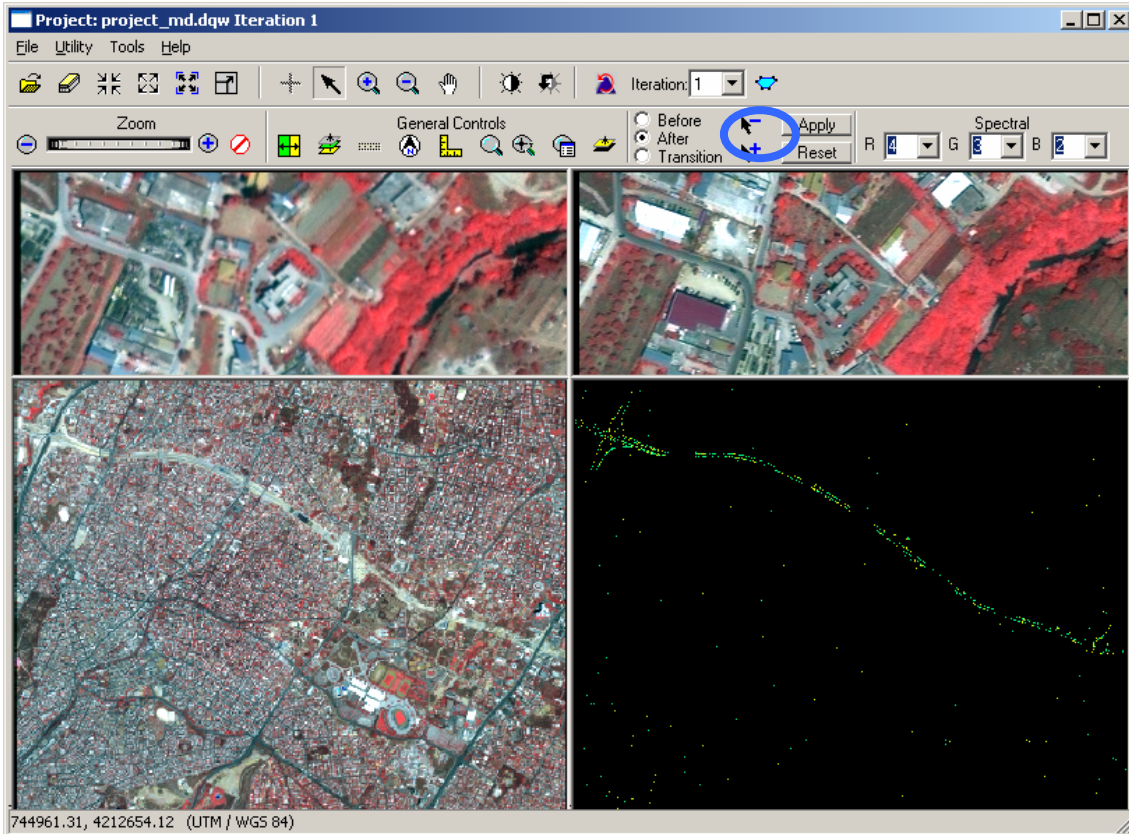 Project: project_md.dqw Iteration 1
File Utility Tools Help
Iteration: 1
Zoom
General Controls
Before
After
Transition
Apply
Reset
Spectral
R 4 G 3 B 2
744961.31, 4212654.12 (UTM / WGS 84)